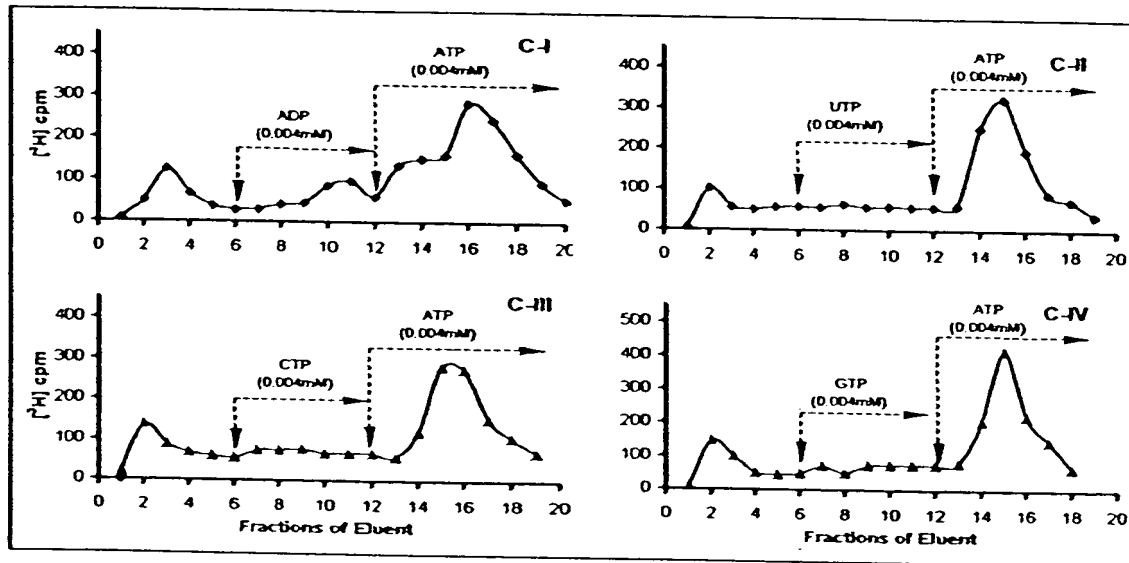 C-I
ATP
(0.004mM)
ADP
(0.004mM)
[³H] cpm
400
300
200
100
0
0 2 4 6 8 10 12 14 16 18 20
C-II
ATP
(0.004mM)
UTP
(0.004mM)
400
300
200
100
0
0 2 4 6 8 10 12 14 16 18 20
C-III
ATP
(0.004mM)
CTP
(0.004mM)
[³H] cpm
400
300
200
100
0
0 2 4 6 8 10 12 14 16 18 20
Fractions of Eluent
C-IV
ATP
(0.004mM)
GTP
(0.004mM)
500
400
300
200
100
0
0 2 4 6 8 10 12 14 16 18 20
Fractions of Eluent